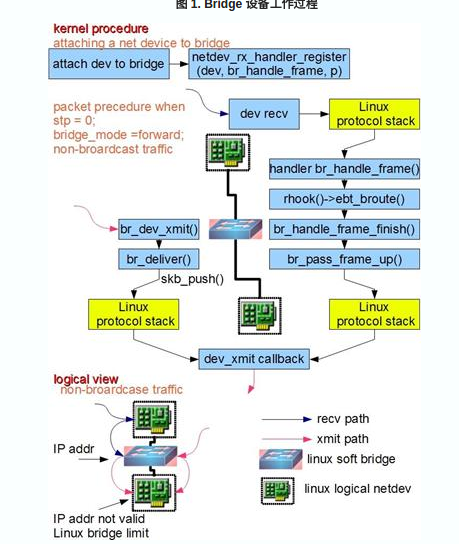 图 1. Bridge 设备工作过程
kernel procedure
attaching a net device to bridge
attach dev to bridge
netdev_rx_handler_register
(dev, br_handle_frame, p)
packet precedure when
stp = 0;
bridge_mode =forward;
non-broardcast traffic
dev recv
Linux
protocol stack
handler br_handle_frame()
rhook()->ebt_broute()
br_handle_frame_finish()
br_pass_frame_up()
Linux
protocol stack
br_dev_xmit()
br_deliver()
skb_push()
Linux
protocol stack
dev_xmit callback
logical view
non-broardcase traffic
IP addr
IP addr not valid
Linux bridge limit
recv path
xmit path
linux soft bridge
linux logical netdev